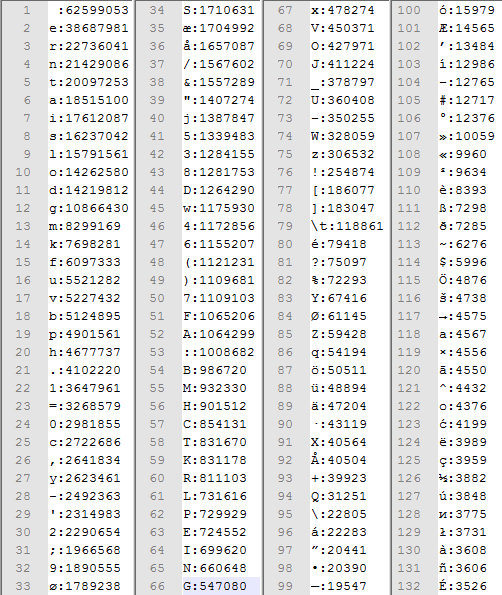 1 :62599053
2 e:38687981
3 r:22736041
4 n:21429086
5 t:20097253
6 a:18515100
7 i:17612087
8 s:16237042
9 l:15791561
10 o:14262580
11 d:14219812
12 g:10866430
13 m:8299169
14 k:7698281
15 f:6097333
16 u:5521282
17 v:5227432
18 b:5124895
19 p:4901561
20 h:4677737
21 .:4102220
22 1:3647961
23 =:3268579
24 0:2981855
25 c:2722686
26 ,:2641834
27 y:2623461
28 -:2492363
29 ':2314983
30 2:2290654
31 ;:1966568
32 9:1890555
33 ø:1789238
34 S:1710631
35 æ:1704992
36 å:1657087
37 /:1567602
38 &:1557289
39 ":1407274
40 j:1387847
41 5:1339483
42 3:1284155
43 8:1281753
44 D:1264290
45 w:1175930
46 4:1172856
47 6:1155207
48 (:1121231
49 ):1109681
50 7:1109103
51 F:1065206
52 A:1064299
53 ::1008682
54 B:986720
55 M:932330
56 H:901512
57 C:854131
58 T:831670
59 K:831178
60 R:811103
61 L:731616
62 P:729929
63 E:724552
64 I:699620
65 N:660648
66 G:547080
67 x:478274
68 V:450371
69 O:427971
70 J:411224
71 _:378797
72 U:360408
73 –:350255
74 W:328059
75 z:306532
76 !:254874
77 [:186077
78 ]:183047
79 \t:118861
80 é:79418
81 ?:75097
82 %:72293
83 Y:67416
84 Ø:61145
85 Z:59428
86 q:54194
87 ö:50511
88 ü:48894
89 ä:47204
90 ·:43119
91 X:40564
92 Å:40504
93 +:39923
94 Q:31251
95 \:22805
96 á:22283
97 ”:20441
98 •:20390
99 —:19547
100 ó:15979
101 Æ:14565
102 ’:13484
103 í:12986
104 −:12765
105 #:12717
106 °:12376
107 »:10059
108 «:9960
109 ª:9634
110 è:8393
111 ß:7298
112 ð:7285
113 ~:6276
114 $:5996
115 Ö:4876
116 š:4738
117 →:4575
118 а:4567
119 ×:4556
120 ã:4550
121 ^:4432
122 о:4376
123 ć:4199
124 ë:3989
125 ç:3959
126 ½:3882
127 ú:3848
128 и:3775
129 ł:3731
130 à:3608
131 ñ:3606
132 E:3526